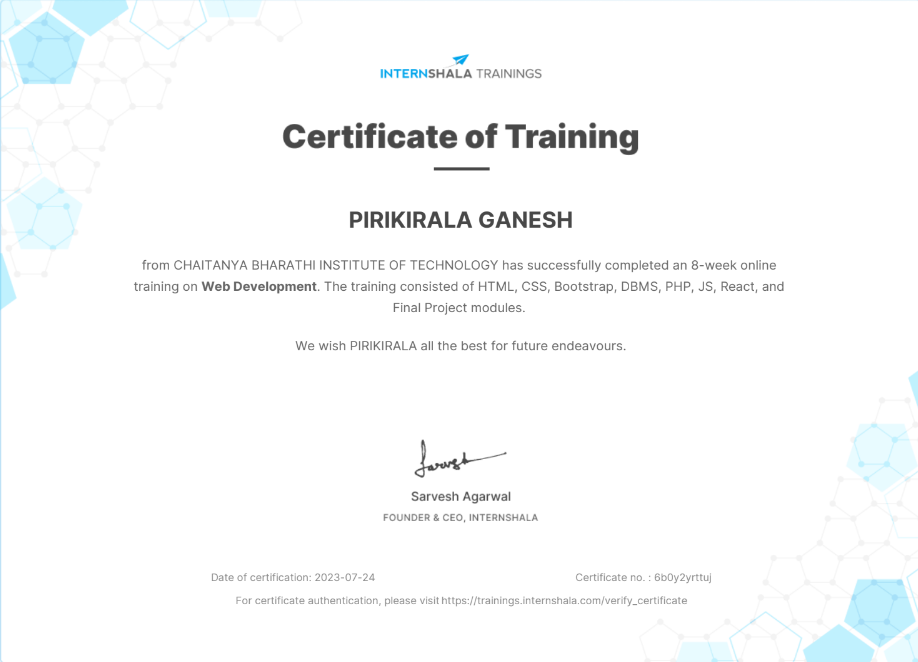 INTERNSHALA TRAININGS
Certificate of Training
PIRIKIRALA GANESH
from CHAITANYA BHARATHI INSTITUTE OF TECHNOLOGY has successfully completed an 8-week online
training on Web Development. The training consisted of HTML, CSS, Bootstrap, DBMS, PHP, JS, React, and
Final Project modules.
We wish PIRIKIRALA all the best for future endeavours.
Sarvesh
Sarvesh Agarwal
FOUNDER & CEO, INTERNSHALA
Date of certification: 2023-07-24 Certificate no. : 6b0y2yrttuj
For certificate authentication, please visit https://trainings.internshala.com/verify_certificate